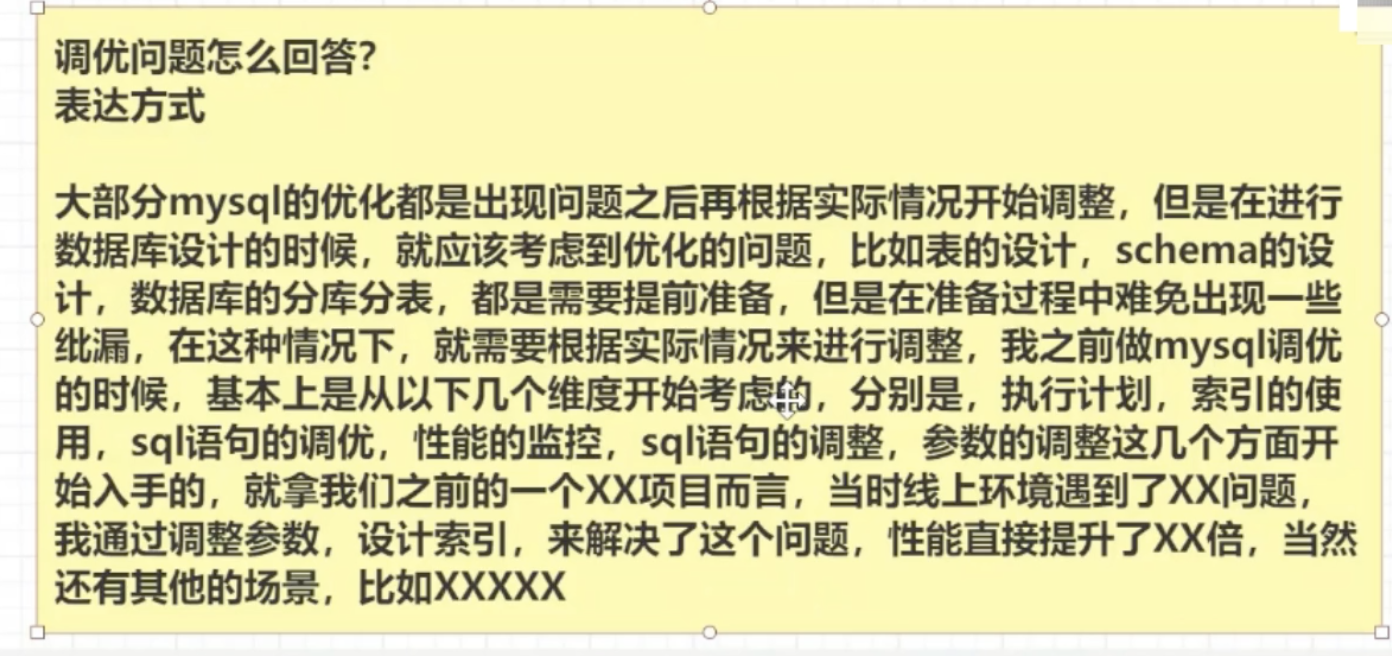 调优问题怎么回答？
表达方式
大部分mysql的优化都是出现问题之后再根据实际情况开始调整，但是在进行
数据库设计的时候，就应该考虑到优化的问题，比如表的设计，schema的设
计，数据库的分库分表，都是需要提前准备，但是在准备过程中难免出现一些
纰漏，在这种情况下，就需要根据实际情况来进行调整，我之前做mysql调优
的时候，基本上是从以下几个维度开始考虑的，分别是，执行计划，索引的使
用，sql语句的调优，性能的监控，sql语句的调整，参数的调整这几个方面开
始入手的，就拿我们之前的一个XX项目而言，当时线上环境遇到了XX问题，
我通过调整参数，设计索引，来解决了这个问题，性能直接提升了XX倍，当然
还有其他的场景，比如XXXXX